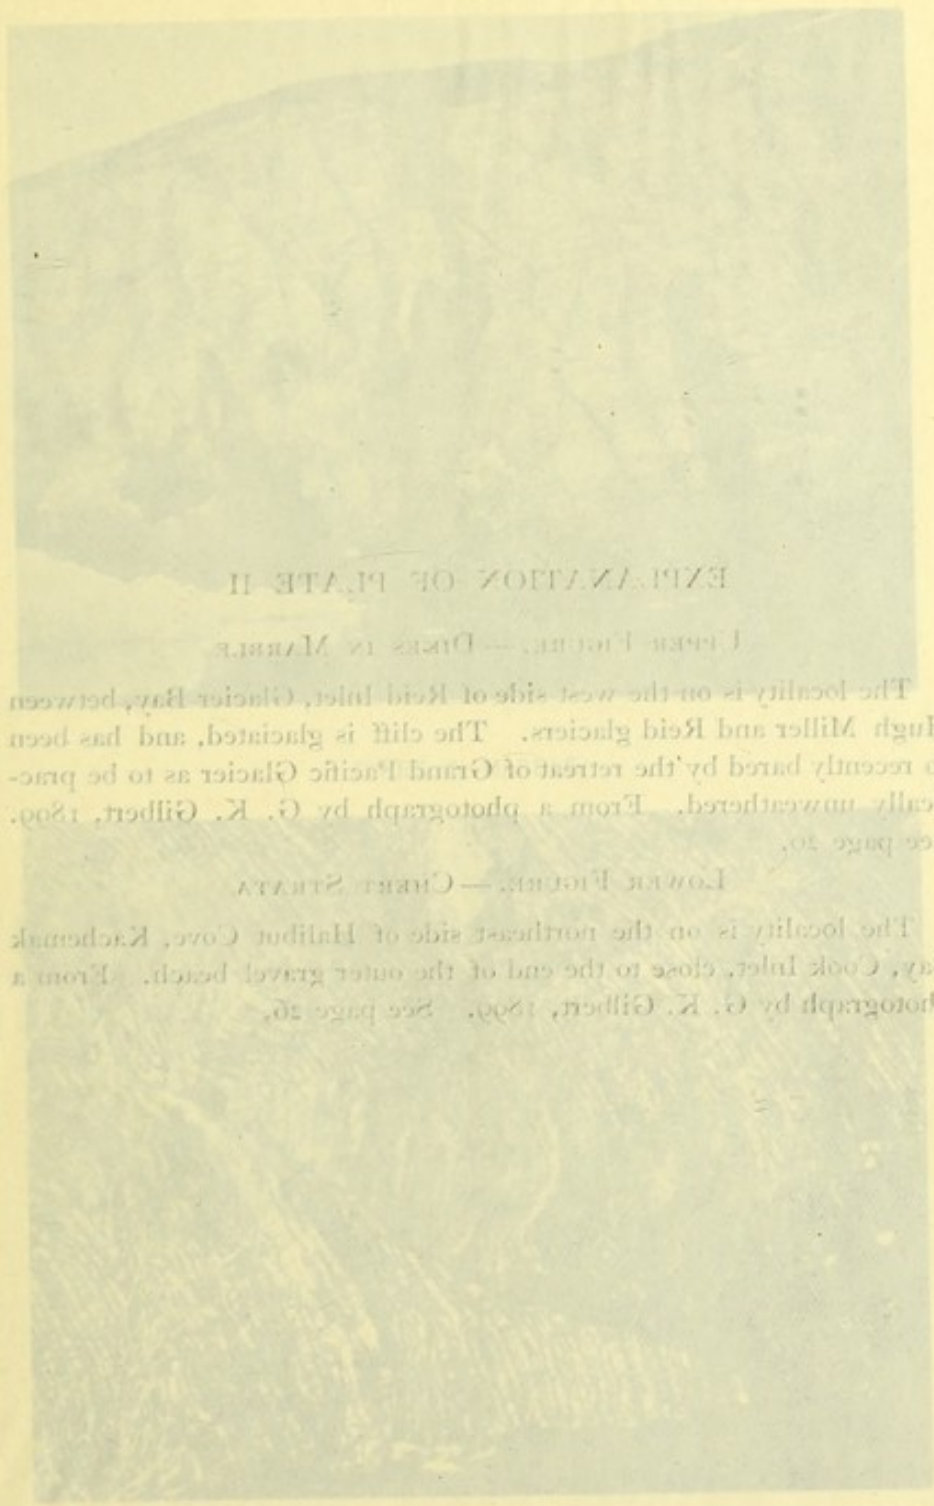 EXPLANATION OF PLATE II
UPPER FIGURE. — DIKES IN MARBLE
The locality is on the west side of Reid Inlet, Glacier Bay, between
Hugh Miller and Reid glaciers. The cliff is glaciated, and has been
o recently bared by the retreat of Grand Pacific Glacier as to be prac-
cally unweathered. From a photograph by G. K. Gilbert, 1899.
ee page 20.
LOWER FIGURE. — CHERT STRATA
The locality is on the northeast side of Halibut Cove, Kachemak
ay, Cook Inlet, close to the end of the outer gravel beach. From a
hotograph by G. K. Gilbert, 1899. See page 26.